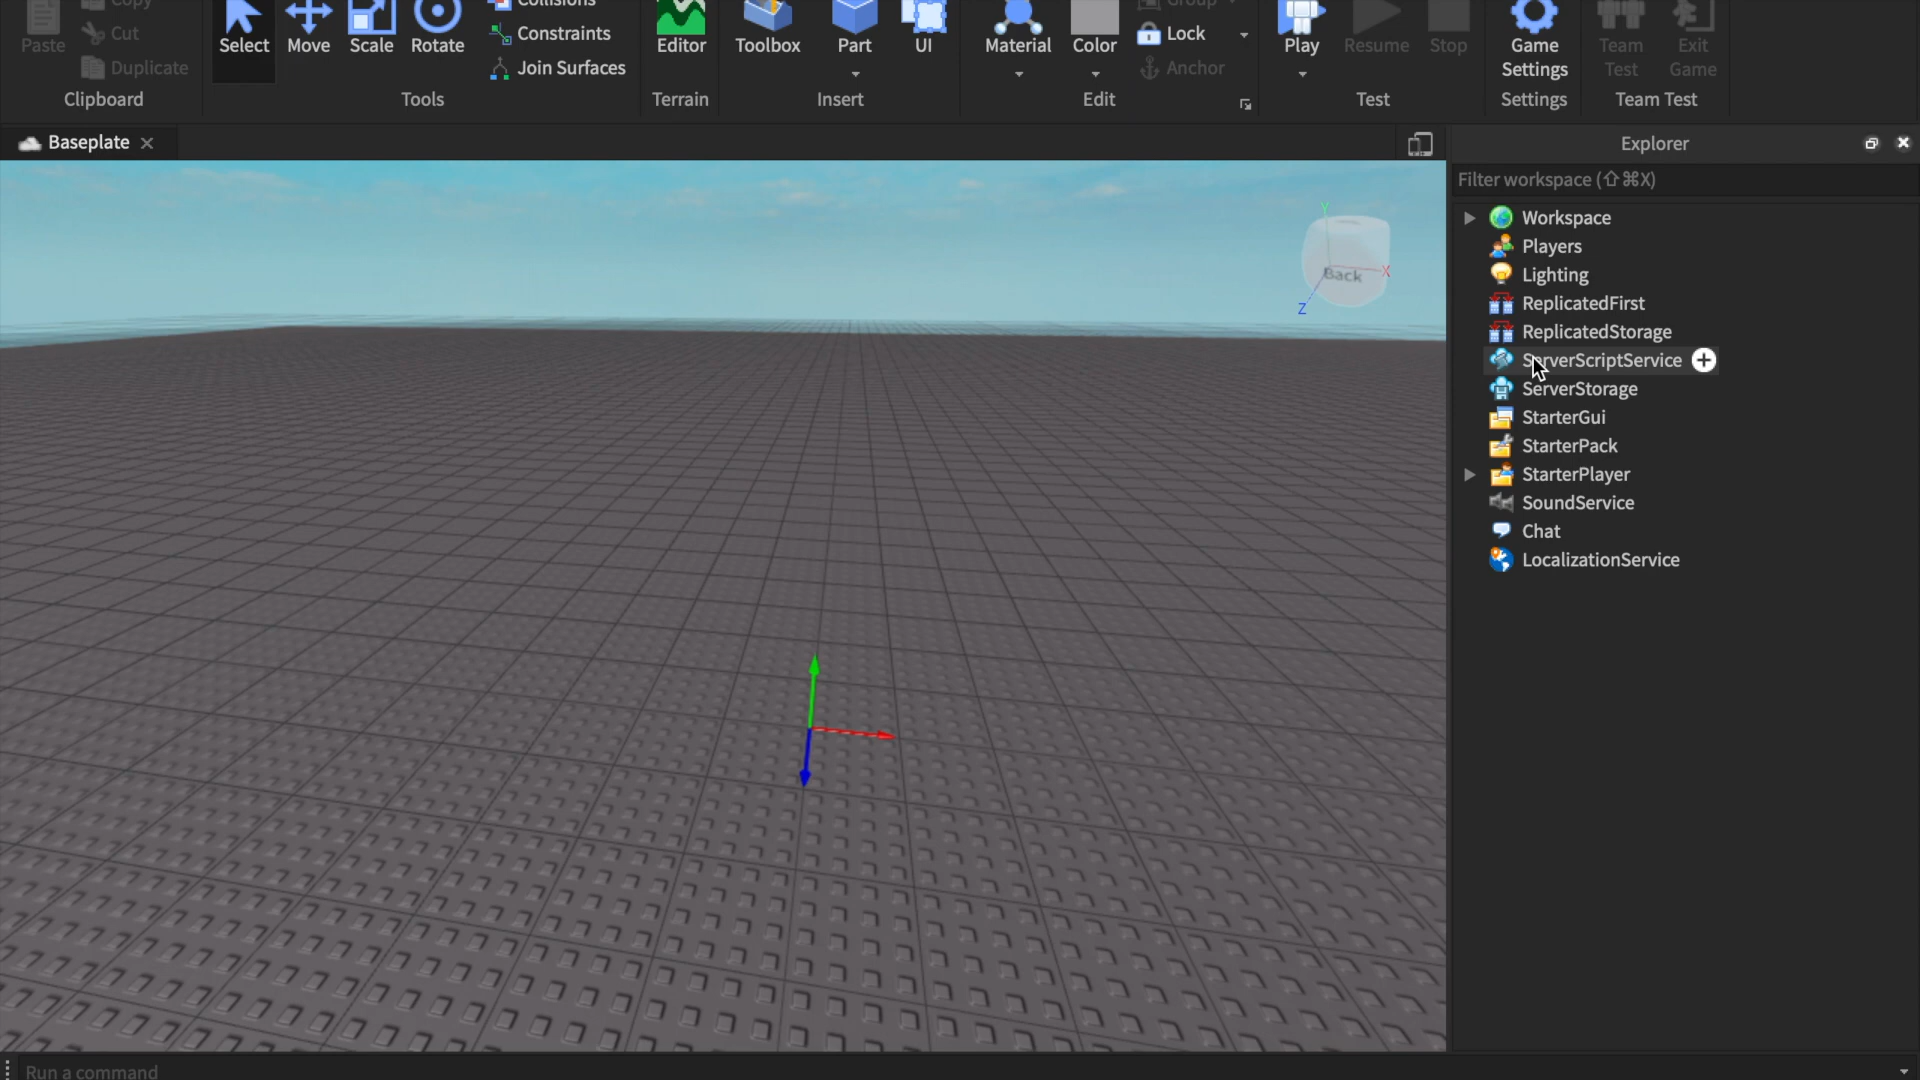 Copy
Paste
Cut
Duplicate
Clipboard
Select
Move
Scale
Rotate
Collisions
Constraints
Join Surfaces
Tools
Editor
Terrain
Toolbox
Part
UI
Insert
Material
Color
Group
Lock
Anchor
Edit
Play
Resume
Stop
Test
Game
Settings
Settings
Team
Test
Exit
Game
Team Test
Baseplate
Back
Y
X
Z
Explorer
Filter workspace (⇧⌘X)
Workspace
Players
Lighting
ReplicatedFirst
ReplicatedStorage
ServerScriptService
ServerStorage
StarterGui
StarterPack
StarterPlayer
SoundService
Chat
LocalizationService
Run a command